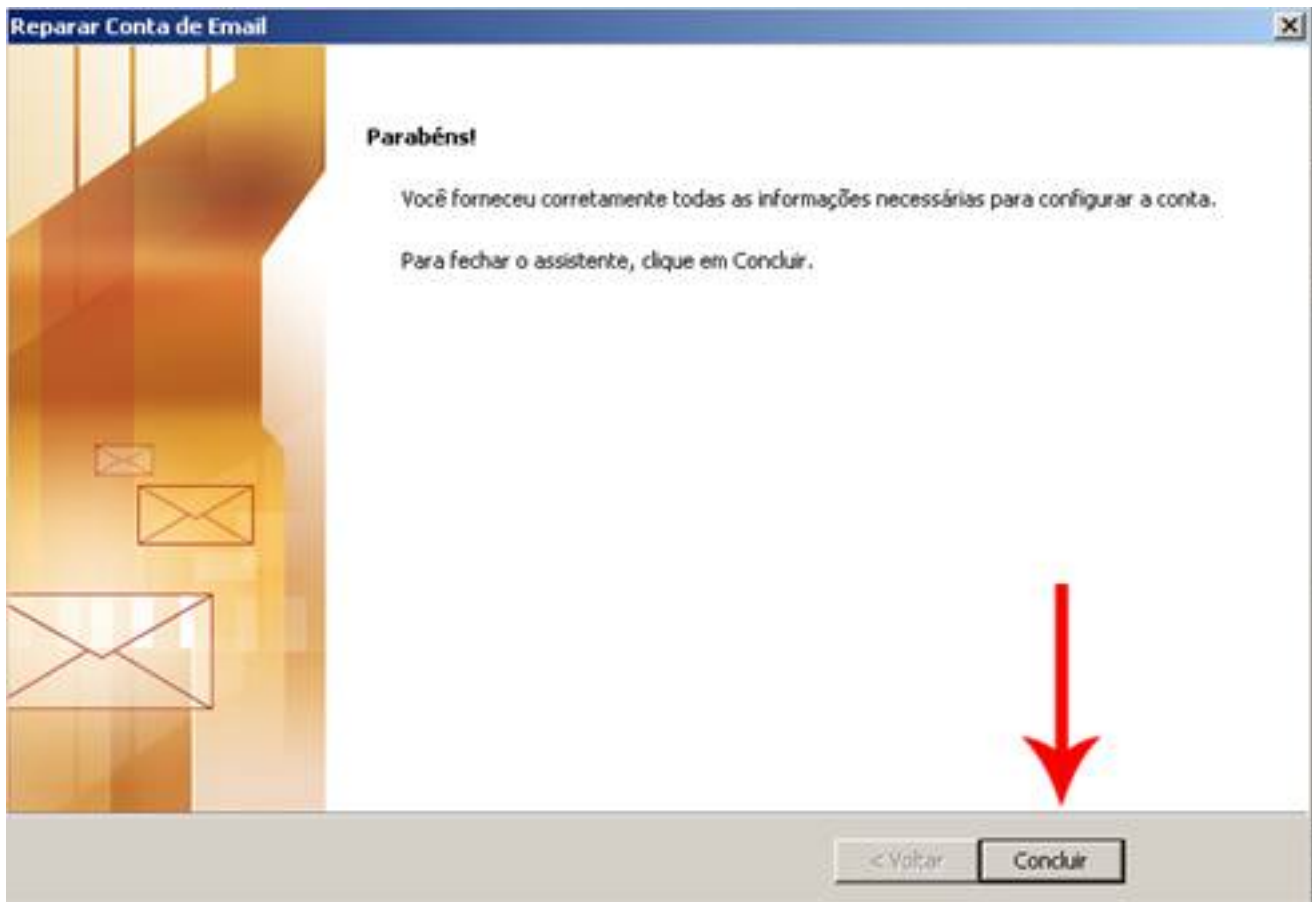 Reparar Conta de Email
Parabéns!
Você forneceu corretamente todas as informações necessárias para configurar a conta.
Para fechar o assistente, clique em Concluir.
< Voltar
Concluir